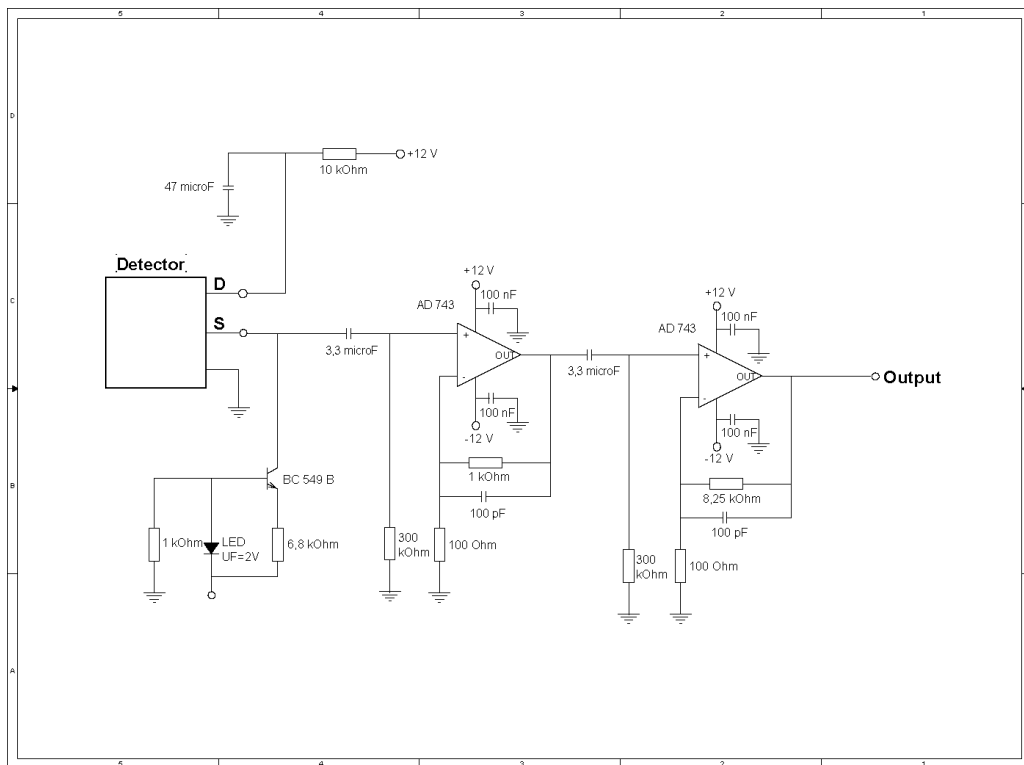 5 4 3 2 1
D
+12 V
10 kOhm
47 microF
Detector
D
S
C
+12 V
100 nF
AD 743
+
OUT
-
3,3 microF
100 nF
-12 V
+12 V
100 nF
AD 743
+
OUT
-
3,3 microF
100 nF
-12 V
Output
1 kOhm
100 pF
8,25 kOhm
100 pF
B
BC 549 B
1 kOhm
LED
UF=2V
6,8 kOhm
300
kOhm
100 Ohm
300
kOhm
100 Ohm
A
5 4 3 2 1